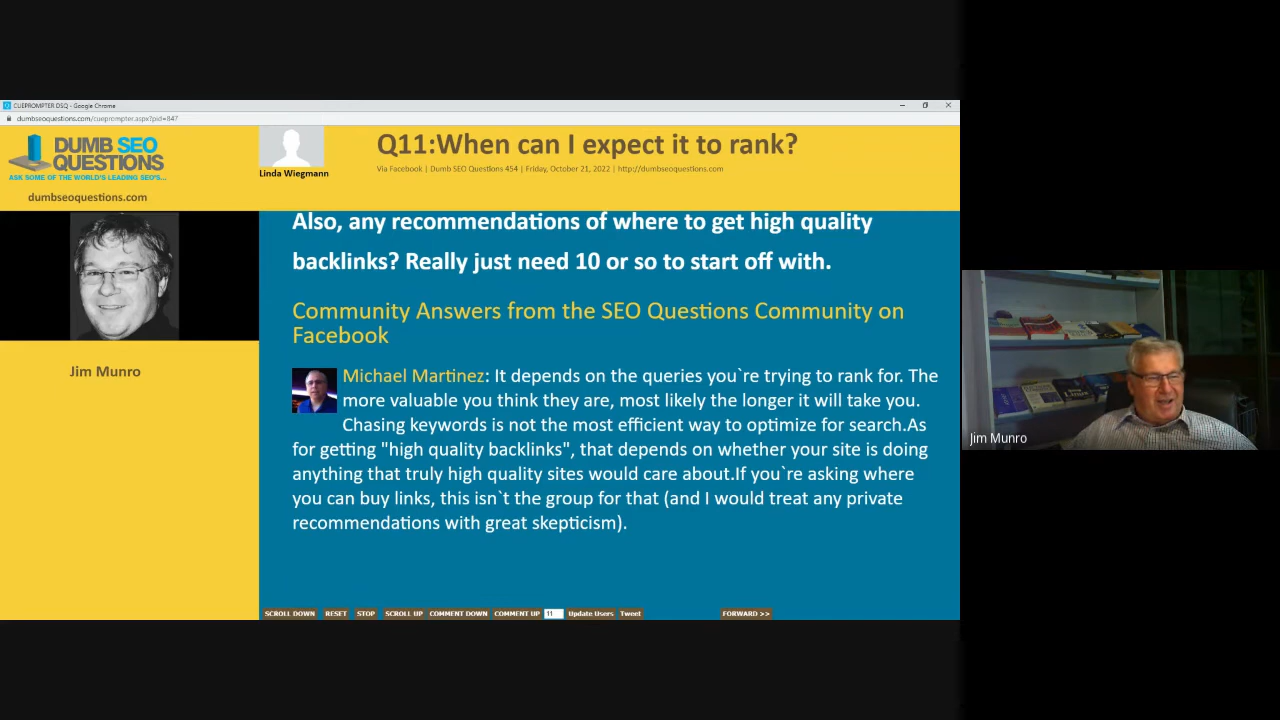 CUEPROMPTER DSQ - Google Chrome
dumbseoquestions.com/cueprompter.aspx?pid=847
DUMB SEO
QUESTIONS
ASK SOME OF THE WORLD'S LEADING SEO'S...
dumbseoquestions.com
Linda Wiegmann
Q11:When can I expect it to rank?
Via Facebook | Dumb SEO Questions 454 | Friday, October 21, 2022 | http://dumbseoquestions.com
Jim Munro
Also, any recommendations of where to get high quality
backlinks? Really just need 10 or so to start off with.
Community Answers from the SEO Questions Community on
Facebook
Michael Martinez: It depends on the queries you`re trying to rank for. The
more valuable you think they are, most likely the longer it will take you.
Chasing keywords is not the most efficient way to optimize for search.As
for getting "high quality backlinks", that depends on whether your site is doing
anything that truly high quality sites would care about.If you`re asking where
you can buy links, this isn`t the group for that (and I would treat any private
recommendations with great skepticism).
SCROLL DOWN RESET STOP SCROLL UP COMMENT DOWN COMMENT UP 11 Update Users Tweet FORWARD >>
Jim Munro